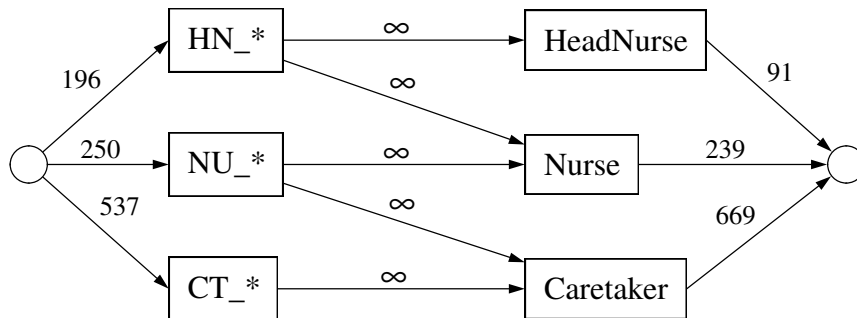 HN_* ∞ HeadNurse
196 ∞ 91
250 NU_* ∞ Nurse 239
537 ∞ 669
CT_* ∞ Caretaker